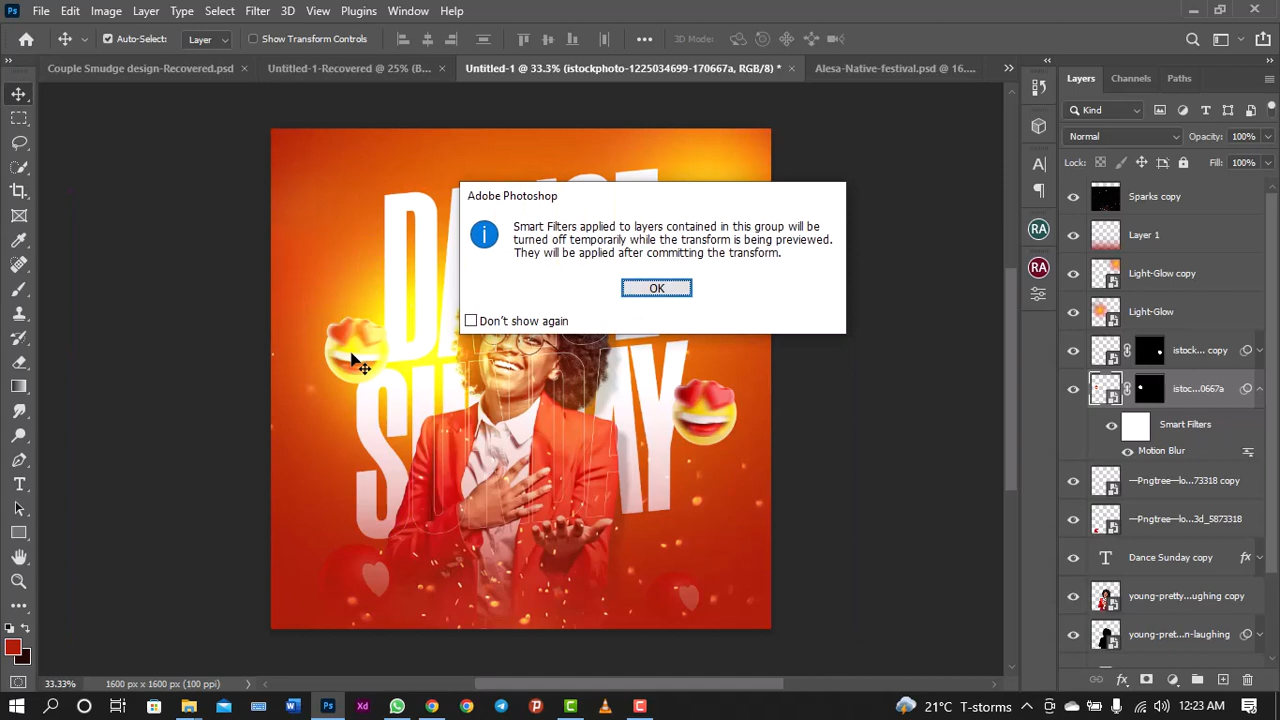 Ps File Edit Image Layer Type Select Filter 3D View Plugins Window Help
Auto-Select: Layer Show Transform Controls ••• 3D Mode:
Couple Smudge design-Recovered.psd × Untitled-1-Recovered @ 25% (B... × Untitled-1 @ 33.3% (istockphoto-1225034699-170667a, RGB/8) * × Alesa-Native-festival.psd @ 16....
Layers Channels Paths
Kind
Normal Opacity: 100%
Lock: Fill: 100%
Sparks copy
Layer 1
Light-Glow copy
Light-Glow
istock... copy
istoc...0667a
Smart Filters
Motion Blur
—Pngtree—lo...73318 copy
—Pngtree—lo...3d_5873318
Dance Sunday copy fx
young-pretty...ughing copy
young-pret...n-laughing
RA
RA
Adobe Photoshop
Smart Filters applied to layers contained in this group will be
turned off temporarily while the transform is being previewed.
They will be applied after committing the transform.
OK
Don't show again
33.33% 1600 px x 1600 px (100 ppi)
21°C T-storms 12:23 AM